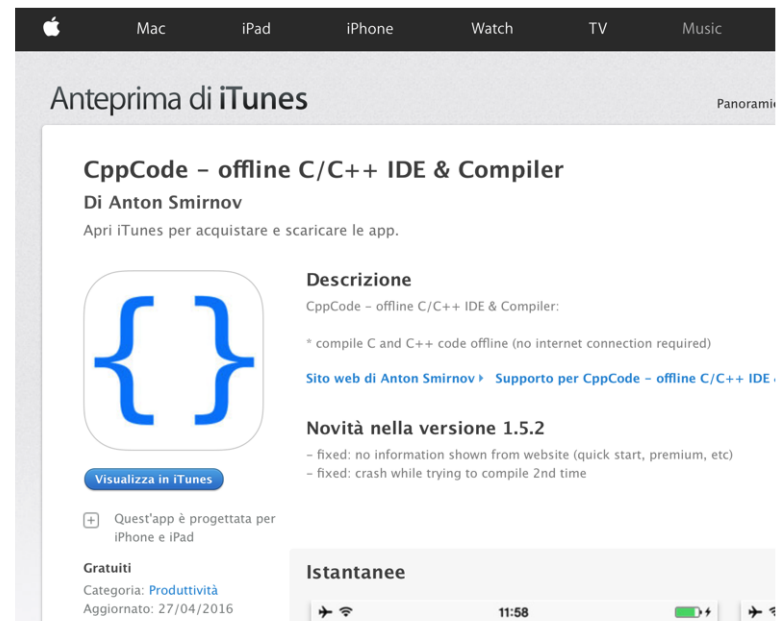 Mac iPad iPhone Watch TV Music
Anteprima di iTunes
CppCode – offline C/C++ IDE & Compiler
Di Anton Smirnov
Apri iTunes per acquistare e scaricare le app.
{ }
Visualizza in iTunes
Quest'app è progettata per
iPhone e iPad
Gratuiti
Categoria: Produttività
Aggiornato: 27/04/2016
Descrizione
CppCode – offline C/C++ IDE & Compiler:
* compile C and C++ code offline (no internet connection required)
Sito web di Anton Smirnov Supporto per CppCode – offline C/C++ IDE
Novità nella versione 1.5.2
– fixed: no information shown from website (quick start, premium, etc)
– fixed: crash while trying to compile 2nd time
Istantanee
11:58